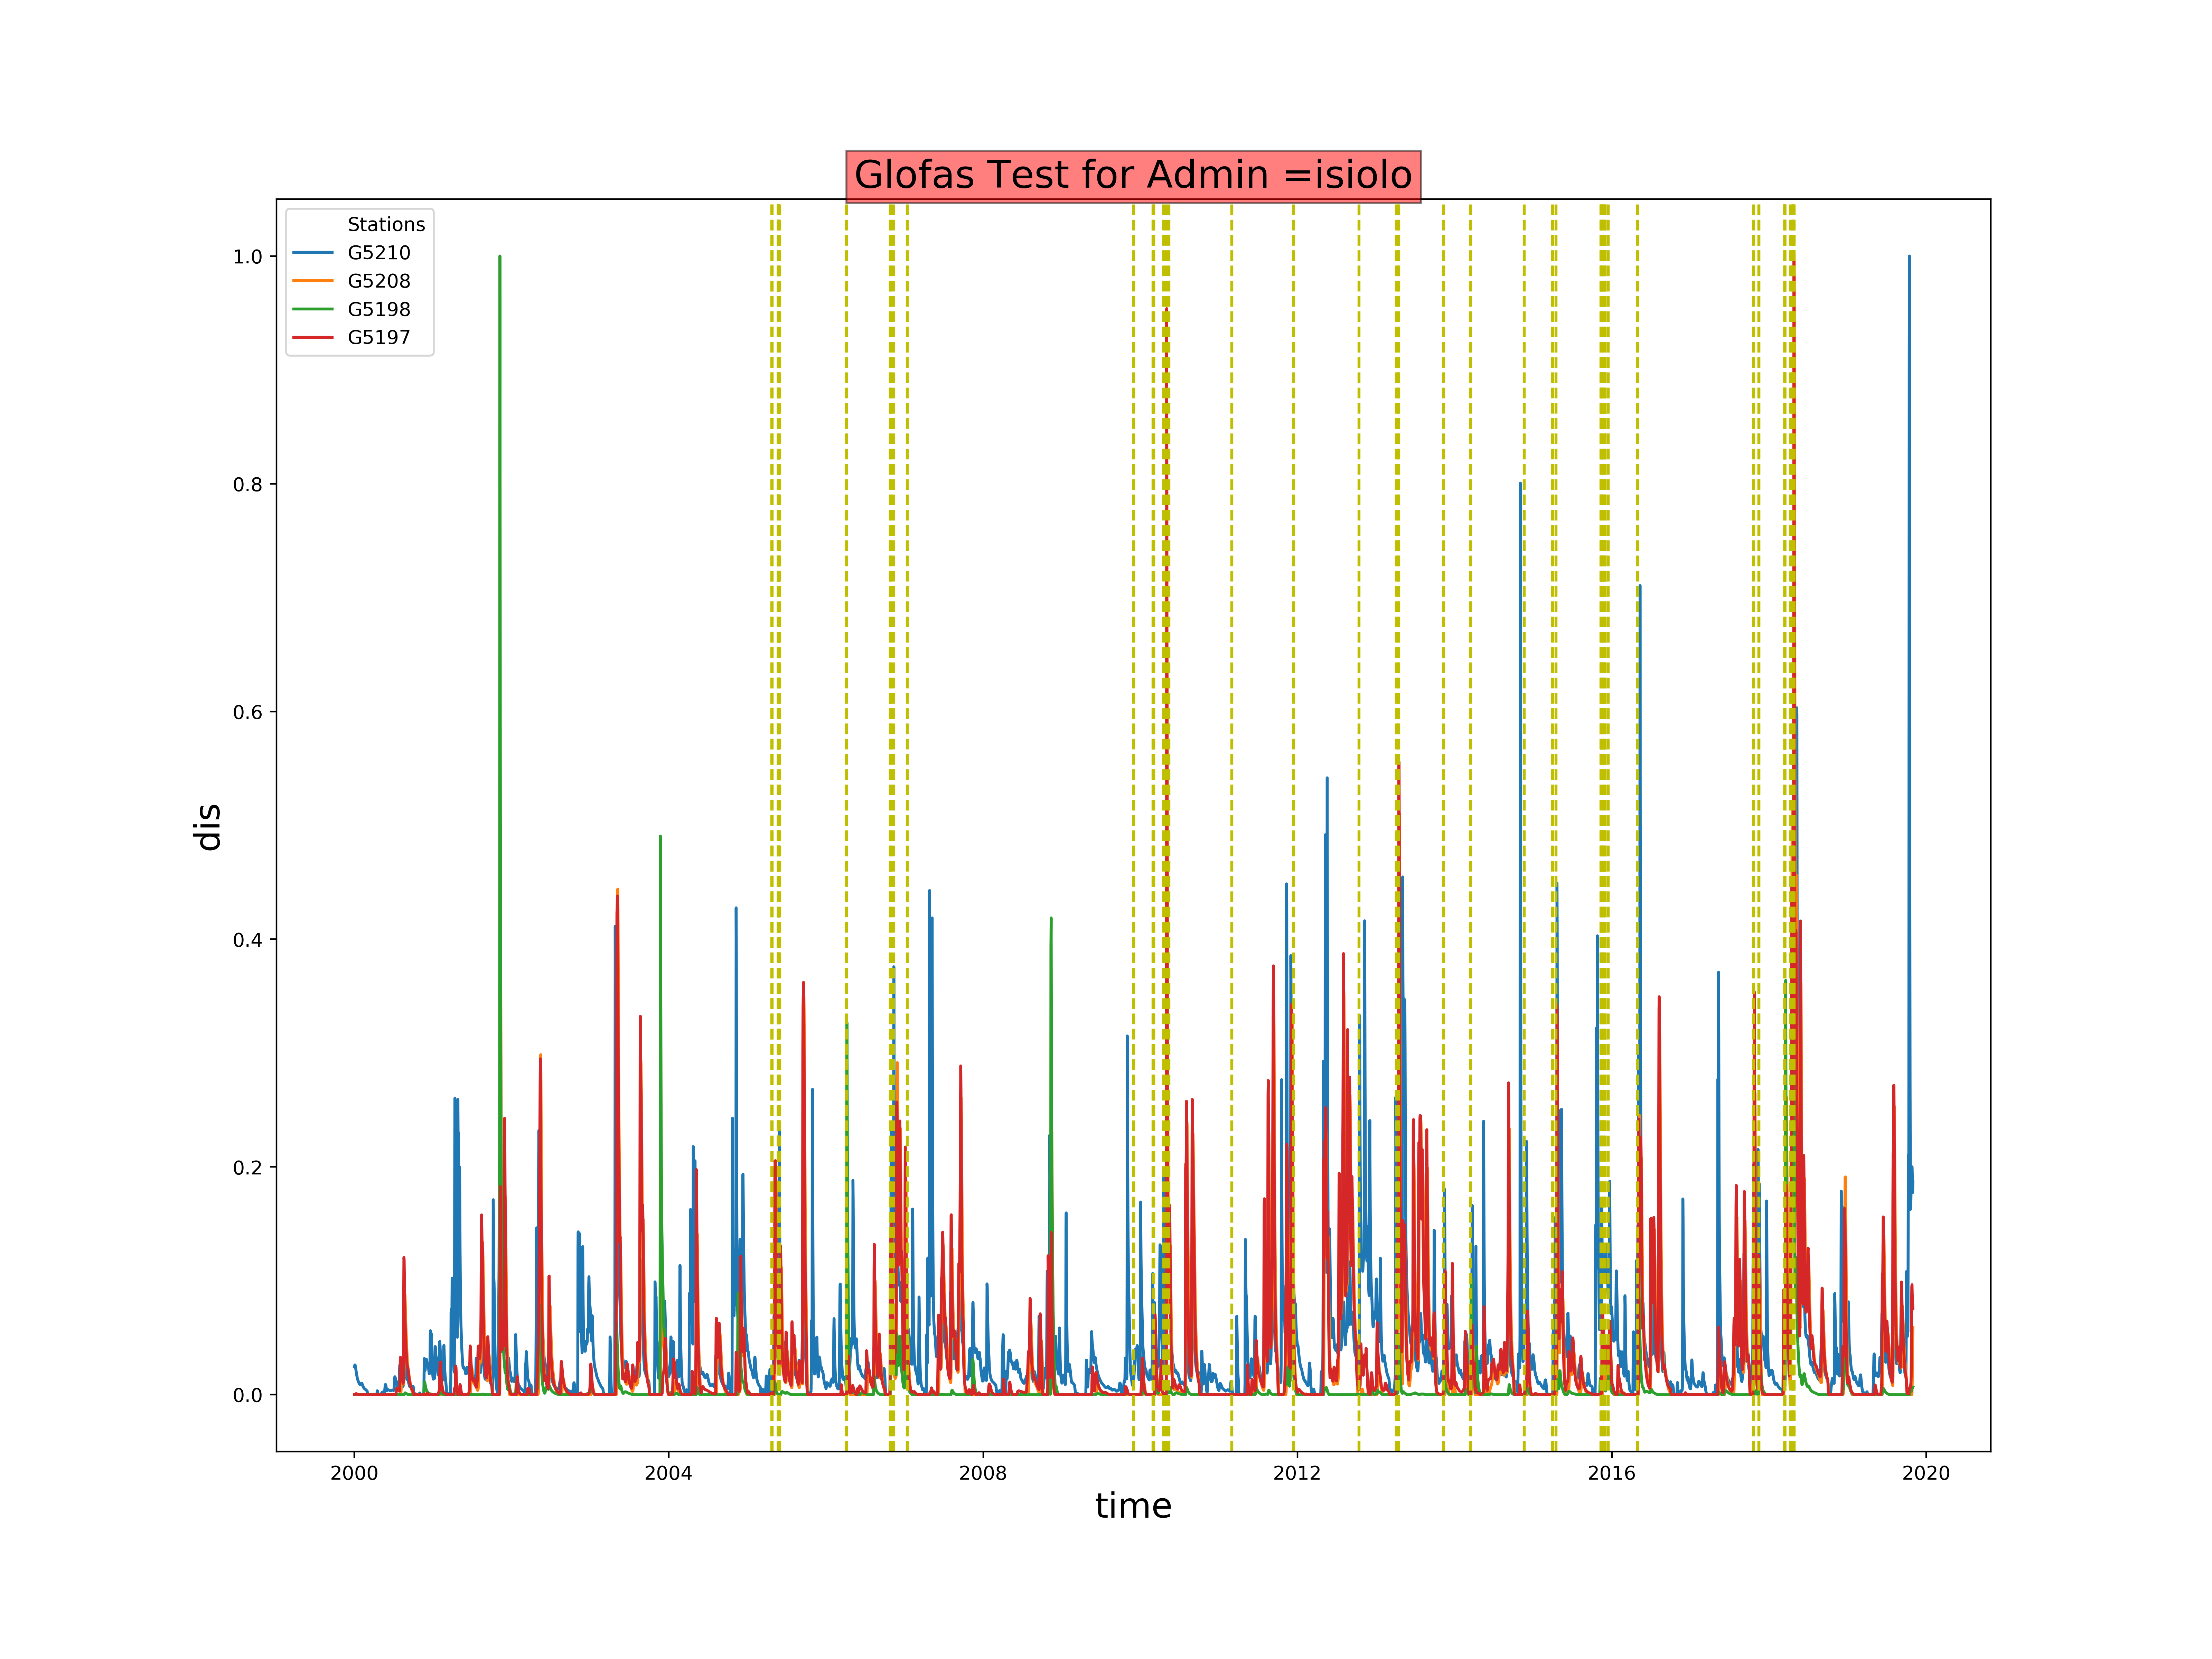 Glofas Test for Admin =isiolo
Stations
G5210
G5208
G5198
G5197
1.0
0.8
0.6
0.4
0.2
0.0
dis
2000
2004
2008
2012
2016
2020
time